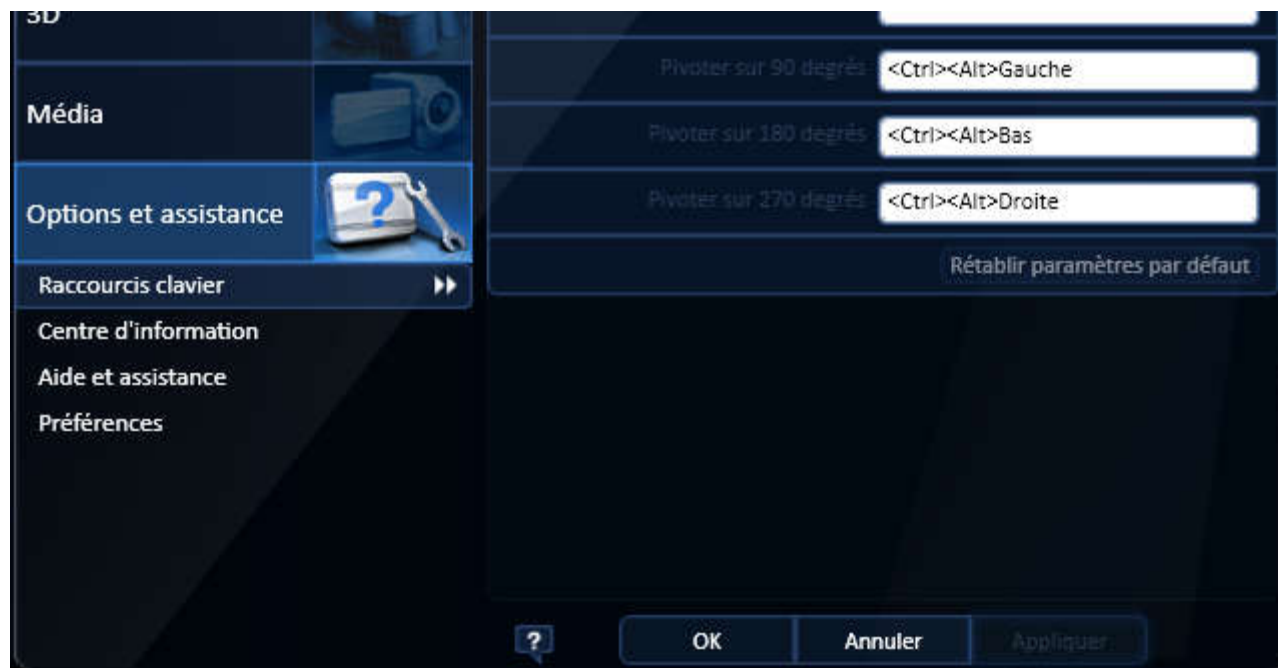 3D
Média
Options et assistance
Raccourcis clavier
Centre d'information
Aide et assistance
Préférences
Pivoter sur 90 degrés <Ctrl><Alt>Gauche
Pivoter sur 180 degrés <Ctrl><Alt>Bas
Pivoter sur 270 degrés <Ctrl><Alt>Droite
Rétablir paramètres par défaut
?
OK Annuler Appliquer